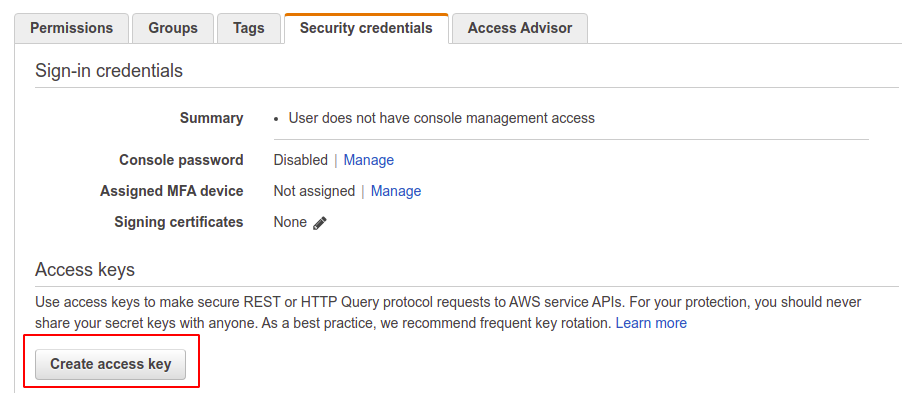 Permissions Groups Tags Security credentials Access Advisor
Sign-in credentials
Summary • User does not have console management access
Console password Disabled | Manage
Assigned MFA device Not assigned | Manage
Signing certificates None
Access keys
Use access keys to make secure REST or HTTP Query protocol requests to AWS service APIs. For your protection, you should never
share your secret keys with anyone. As a best practice, we recommend frequent key rotation. Learn more
Create access key